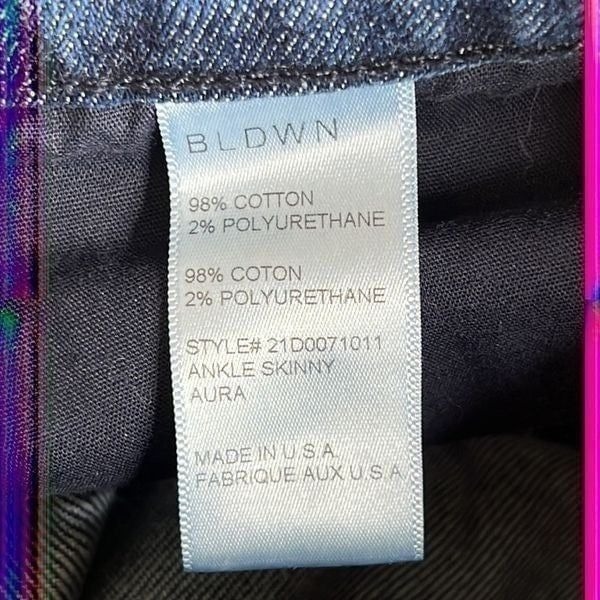 BLDWN
98% COTTON
2% POLYURETHANE
98% COTON
2% POLYURETHANE
STYLE# 21D0071011
ANKLE SKINNY
AURA
MADE IN U.S.A.
FABRIQUE AUX U.S.A